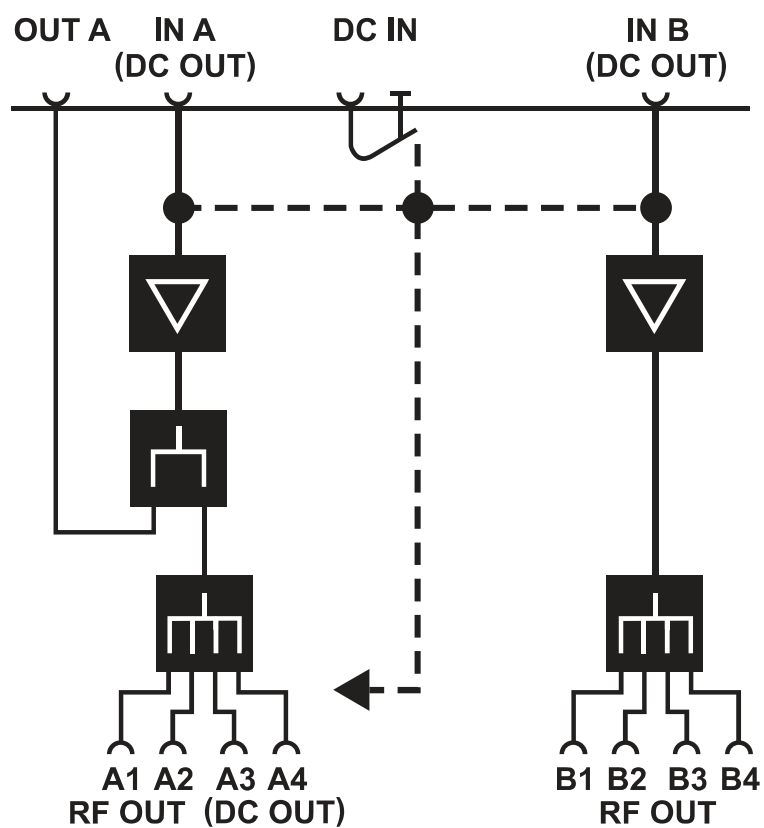 OUT A IN A DC IN IN B
(DC OUT) (DC OUT)
A1 A2 A3 A4 B1 B2 B3 B4
RF OUT (DC OUT) RF OUT